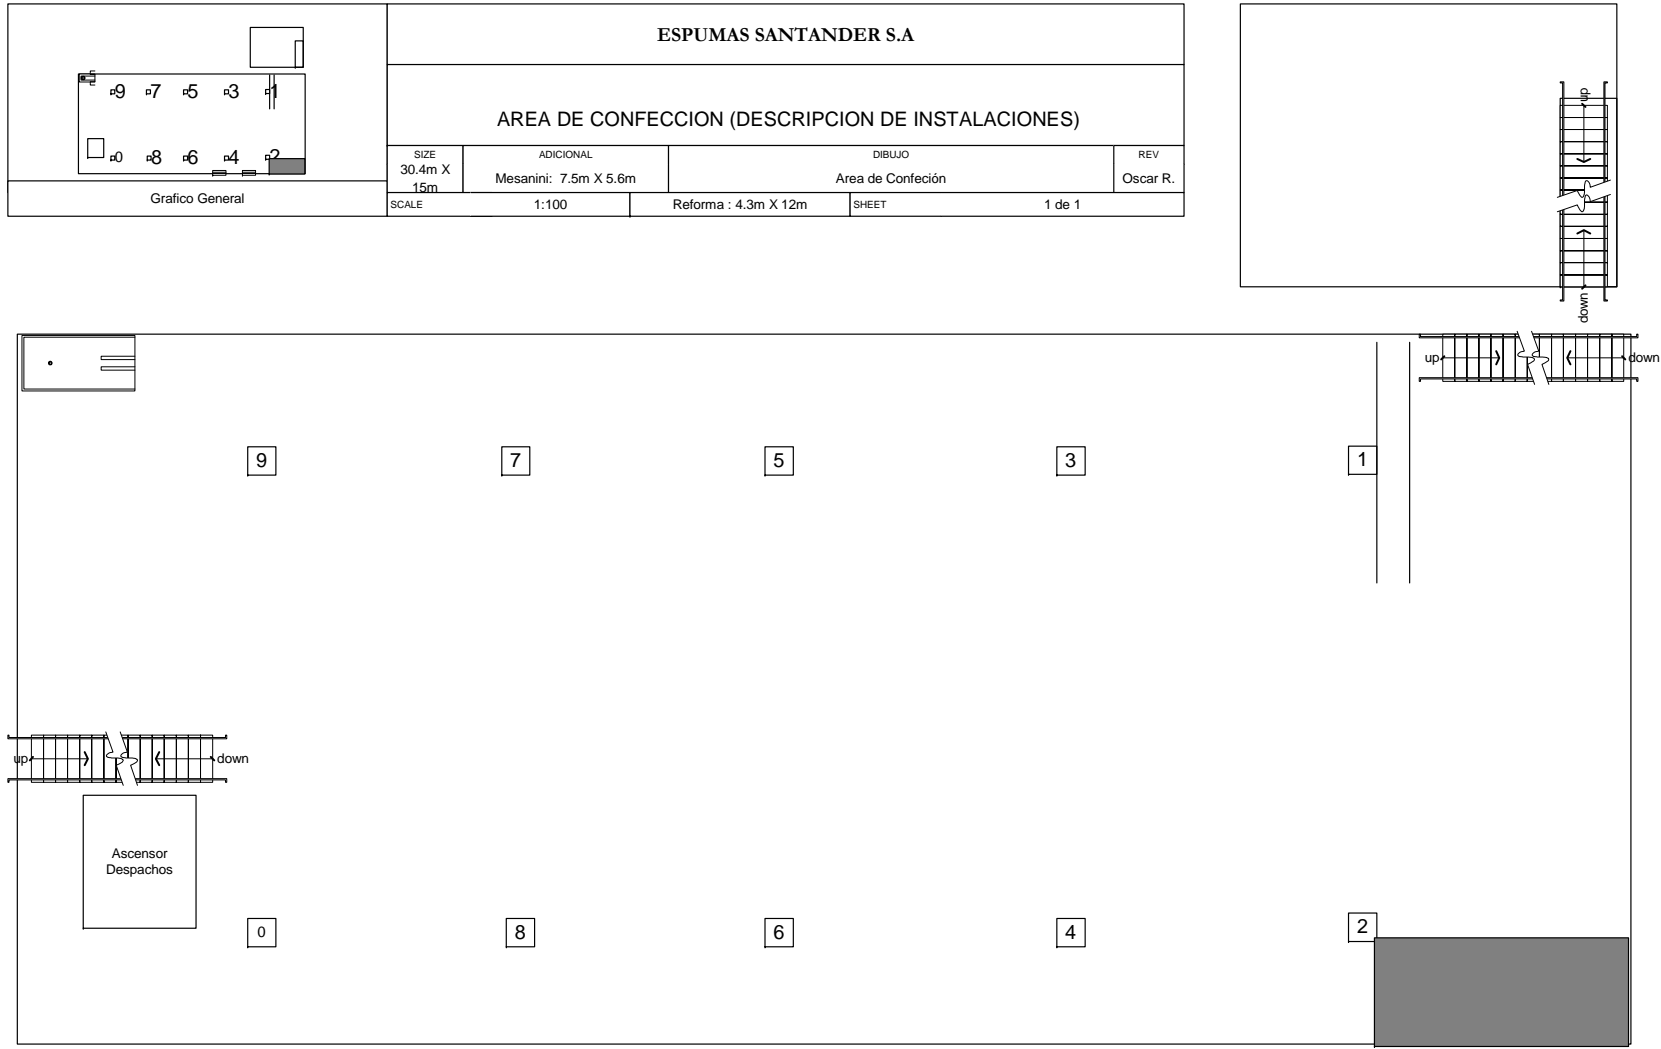 ESPUMAS SANTANDER S.A
AREA DE CONFECCION (DESCRIPCION DE INSTALACIONES)
9 7 5 3 1
0 8 6 4 2
Grafico General
SIZE
30.4m X
15m
ADICIONAL
Mesanini: 7.5m X 5.6m
DIBUJO
Area de Confeción
REV
Oscar R.
SCALE
1:100
Reforma : 4.3m X 12m
SHEET
1 de 1
up
down
up
down
9 7 5 3 1
up
down
Ascensor
Despachos
0 8 6 4 2